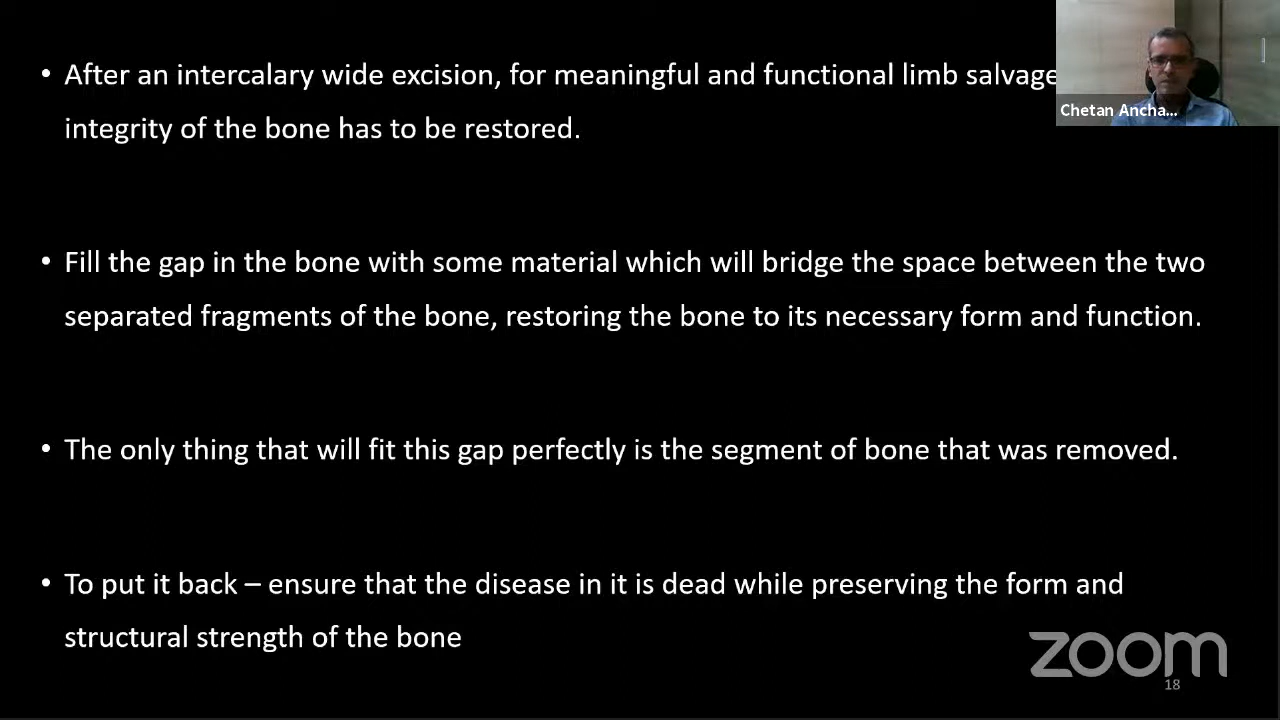 • After an intercalary wide excision, for meaningful and functional limb salvage
integrity of the bone has to be restored.
• Fill the gap in the bone with some material which will bridge the space between the two
separated fragments of the bone, restoring the bone to its necessary form and function.
• The only thing that will fit this gap perfectly is the segment of bone that was removed.
• To put it back – ensure that the disease in it is dead while preserving the form and
structural strength of the bone
Chetan Ancha...
zoom
18